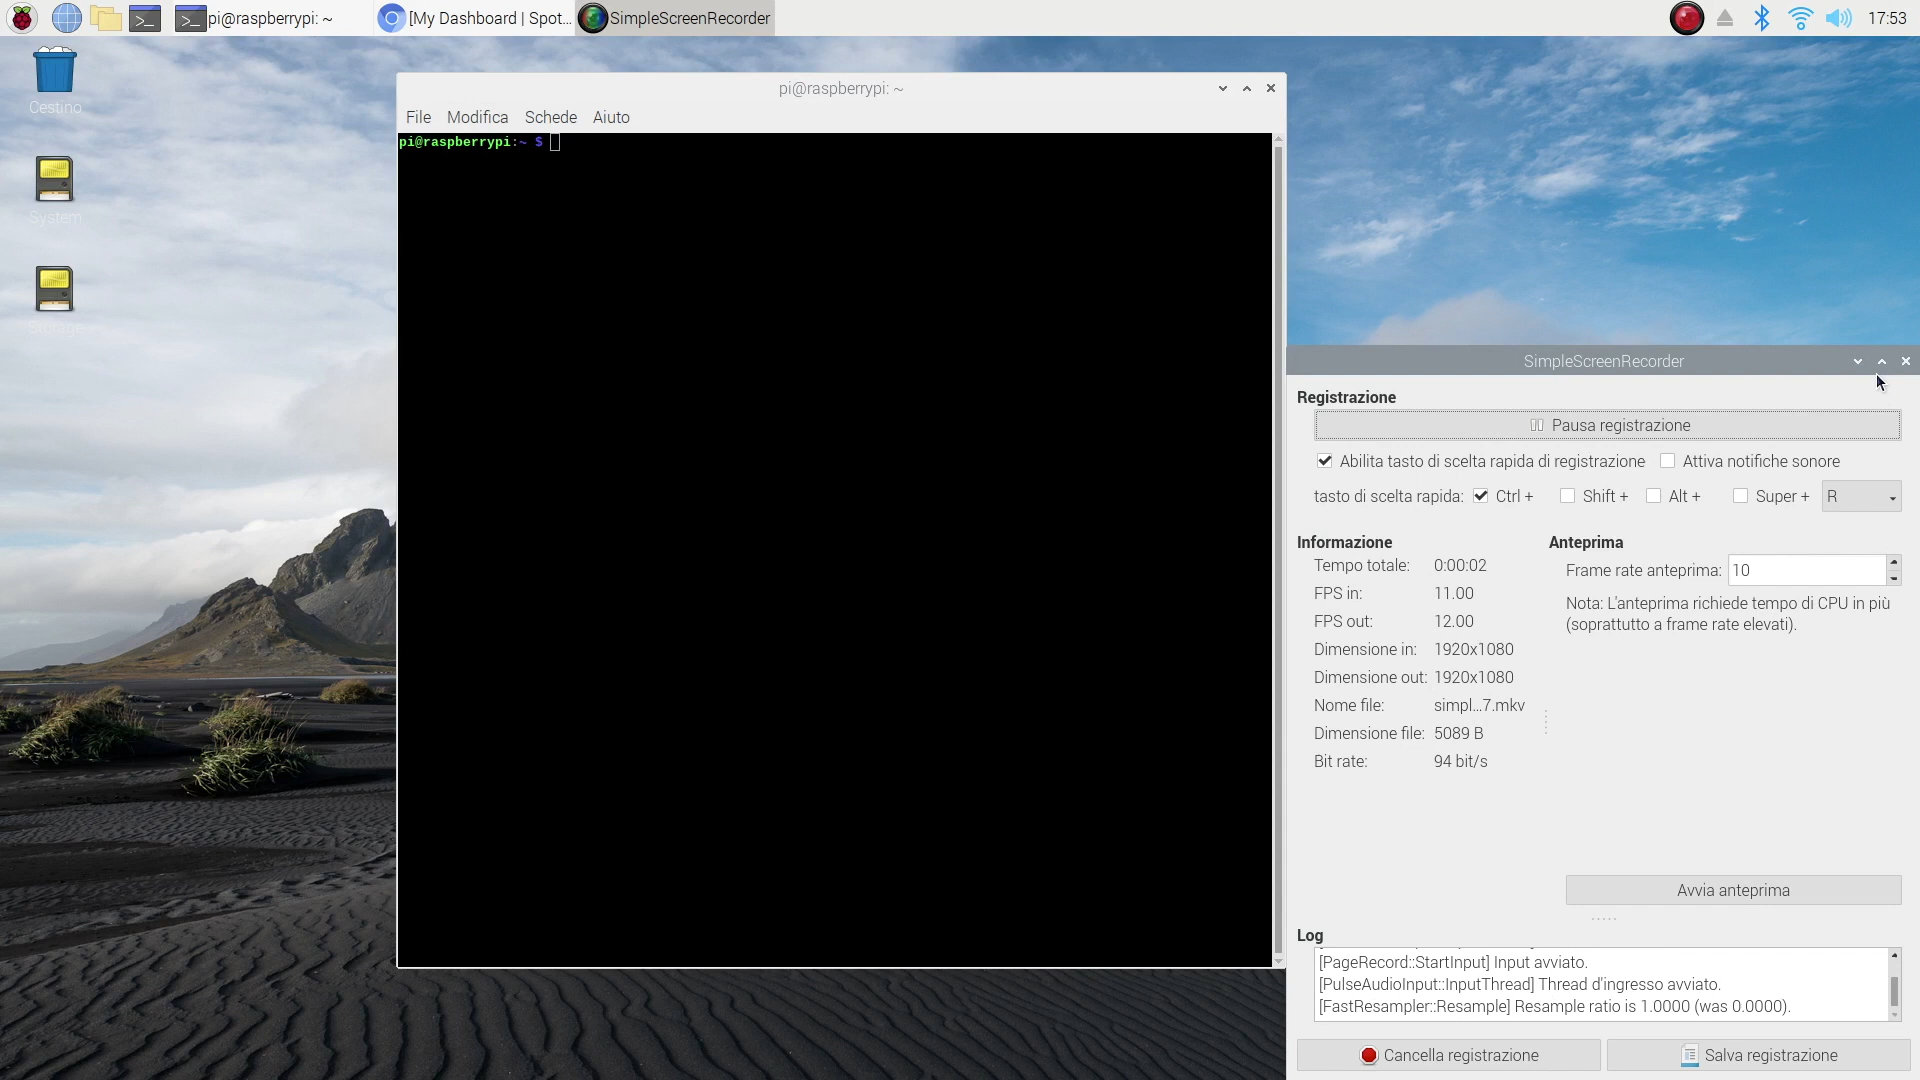 pi@raspberrypi: ~
[My Dashboard | Spot...
SimpleScreenRecorder
17:53
Cestino
System
Storage
pi@raspberrypi: ~
File Modifica Schede Aiuto
pi@raspberrypi:~ $
SimpleScreenRecorder
Registrazione
Pausa registrazione
Abilita tasto di scelta rapida di registrazione Attiva notifiche sonore
tasto di scelta rapida: Ctrl + Shift + Alt + Super + R
Informazione
Tempo totale: 0:00:02
FPS in: 11.00
FPS out: 12.00
Dimensione in: 1920x1080
Dimensione out: 1920x1080
Nome file: simpl...7.mkv
Dimensione file: 5089 B
Bit rate: 94 bit/s
Anteprima
Frame rate anteprima: 10
Nota: L'anteprima richiede tempo di CPU in più
(soprattutto a frame rate elevati).
Avvia anteprima
Log
[PageRecord::StartInput] Input avviato.
[PulseAudioInput::InputThread] Thread d'ingresso avviato.
[FastResampler::Resample] Resample ratio is 1.0000 (was 0.0000).
Cancella registrazione
Salva registrazione